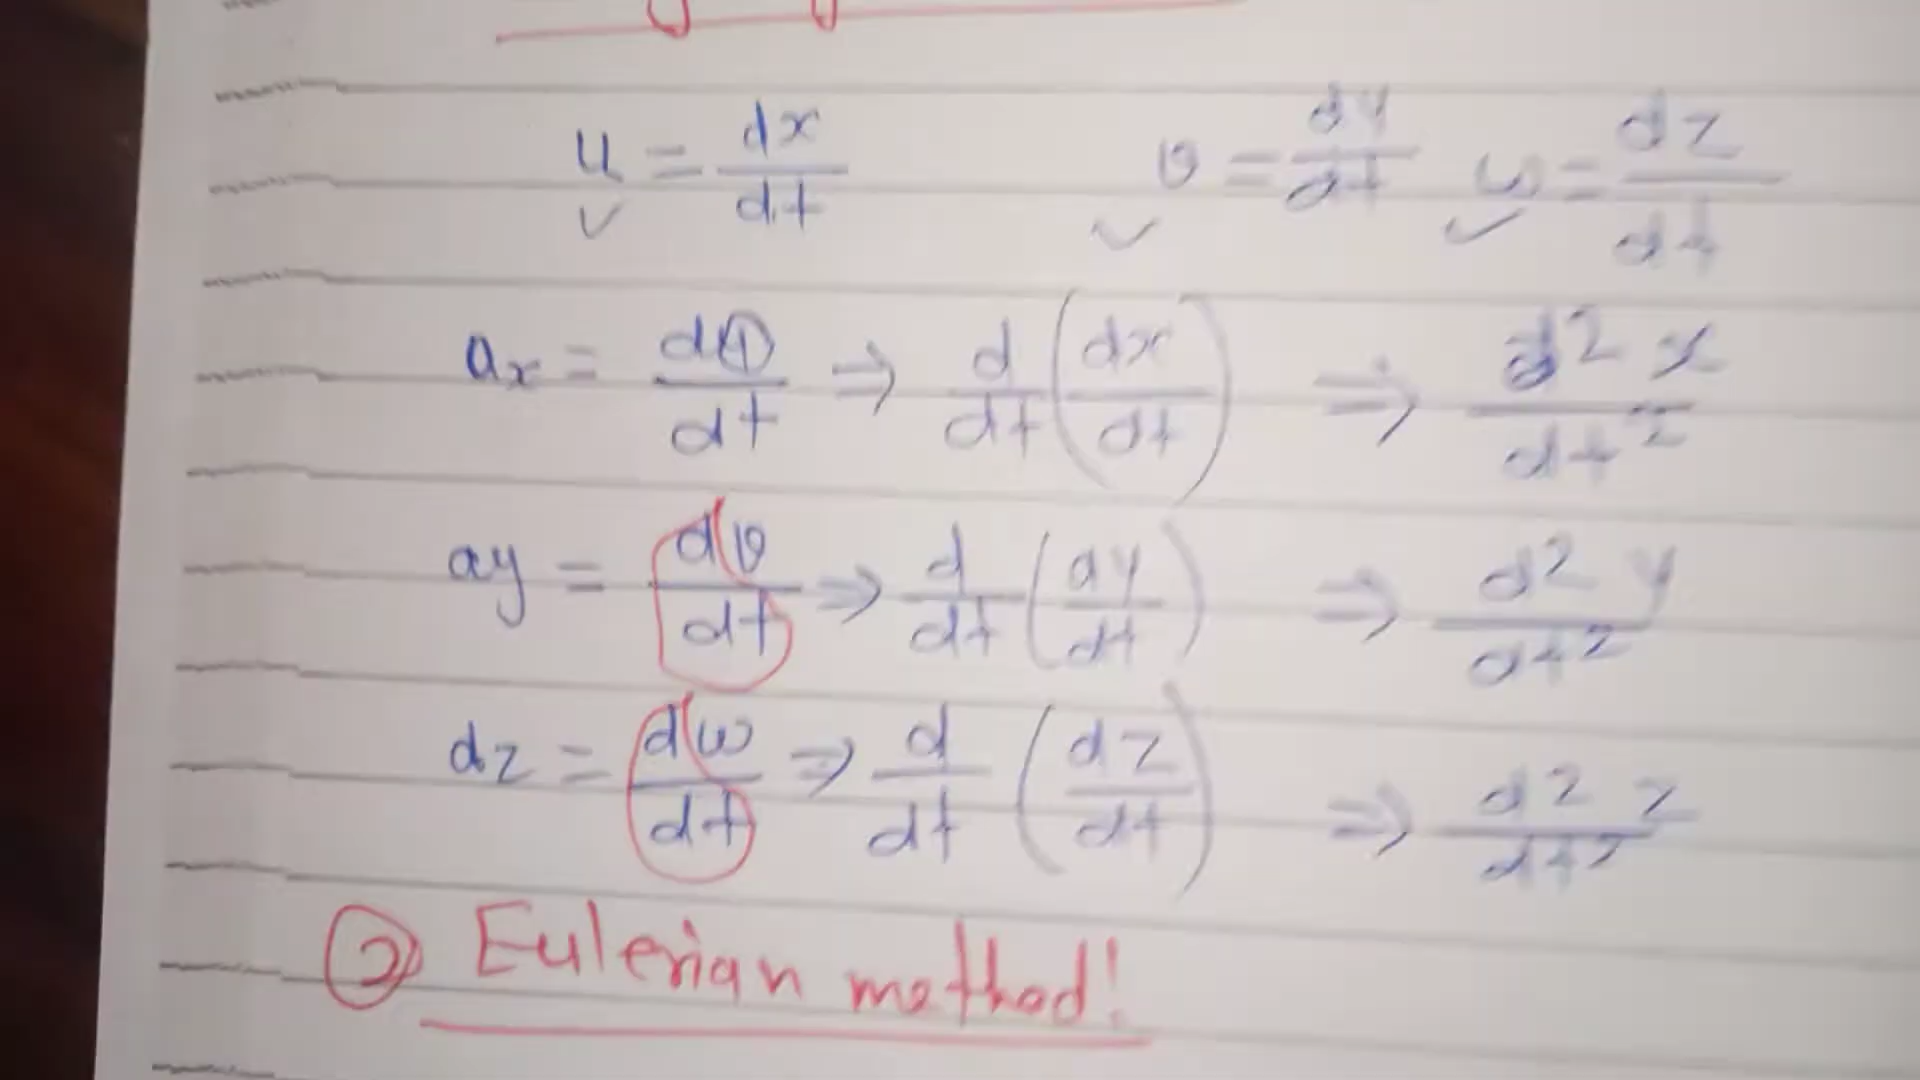 u = dx/dt v = dy/dt w = dz/dt
ax = du/dt ⇒ d/dt (dx/dt) ⇒ d²x/dt²
ay = dv/dt ⇒ d/dt (dy/dt) ⇒ d²y/dt²
dz = dw/dt ⇒ d/dt (dz/dt) ⇒ d²z/dt²
② Eulerian method!